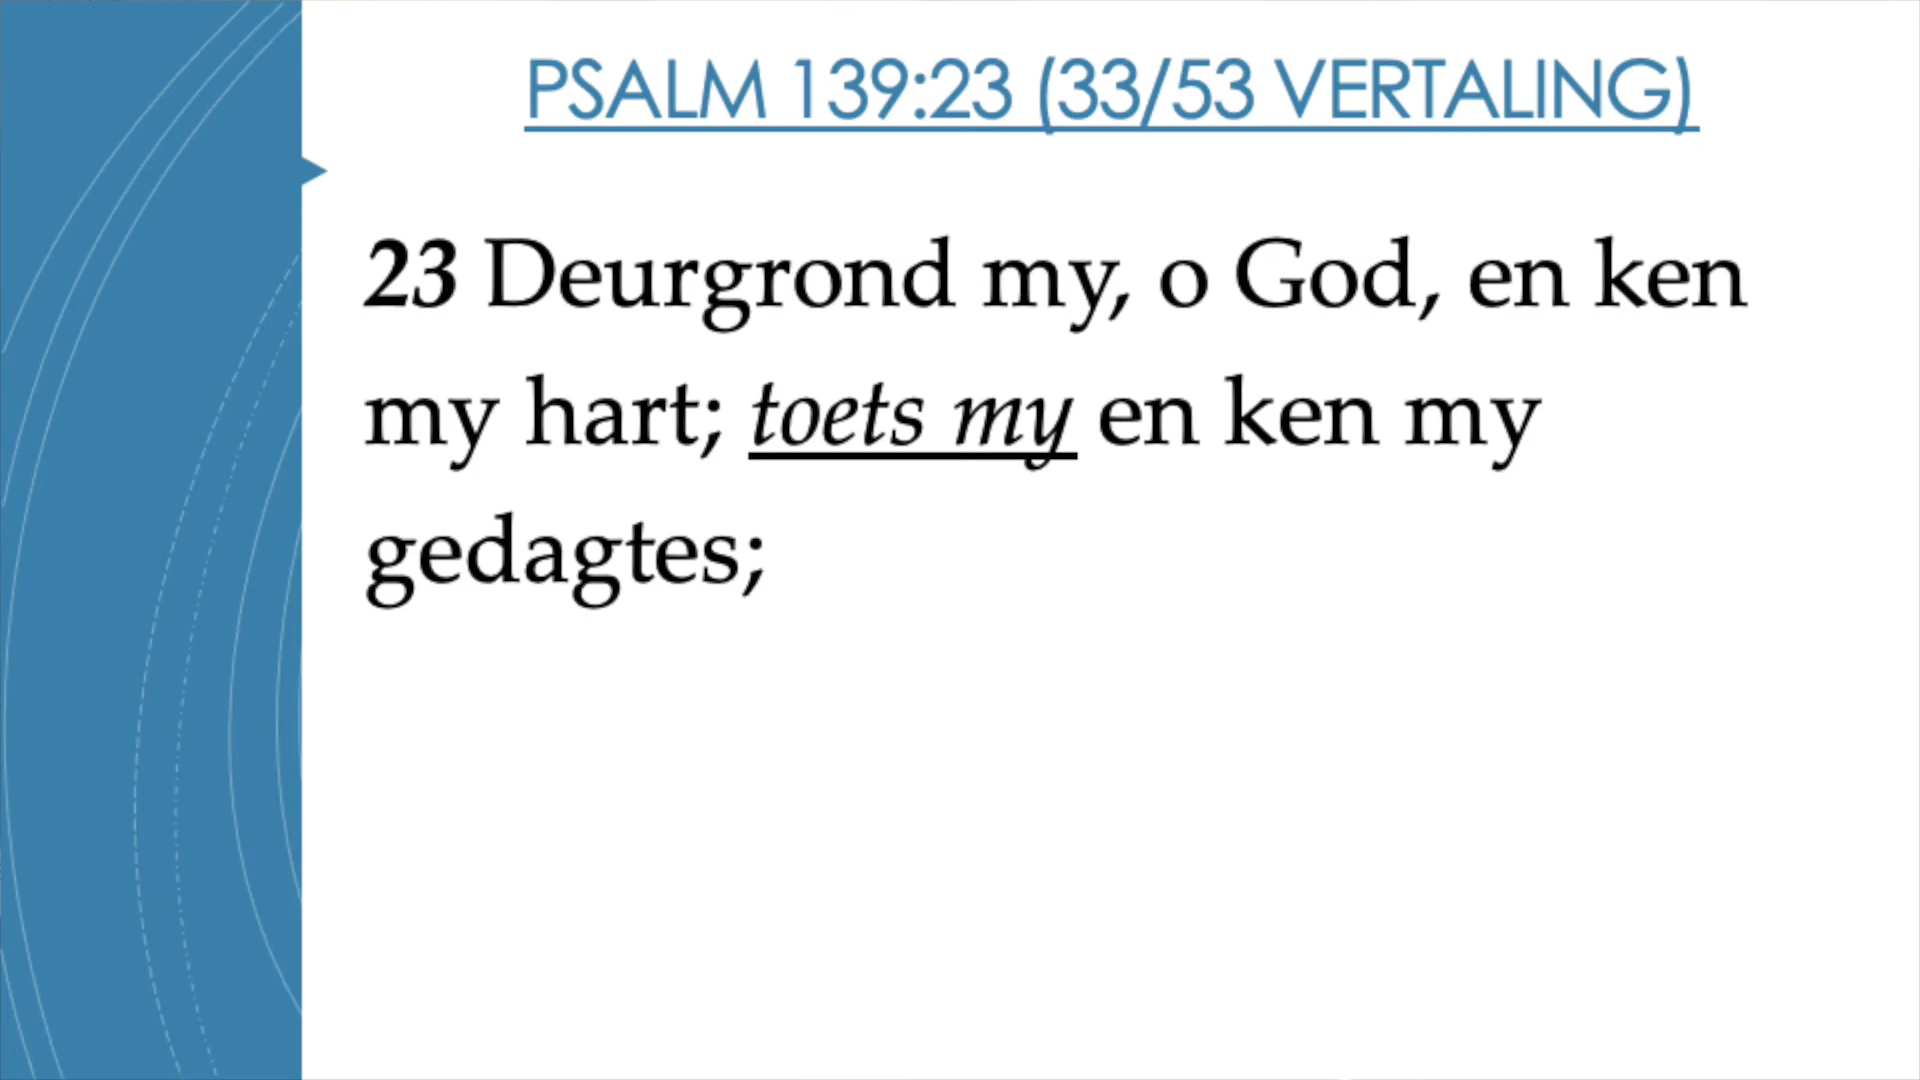 PSALM 139:23 (33/53 VERTALING)
23 Deurgrond my, o God, en ken
my hart; toets my en ken my
gedagtes;